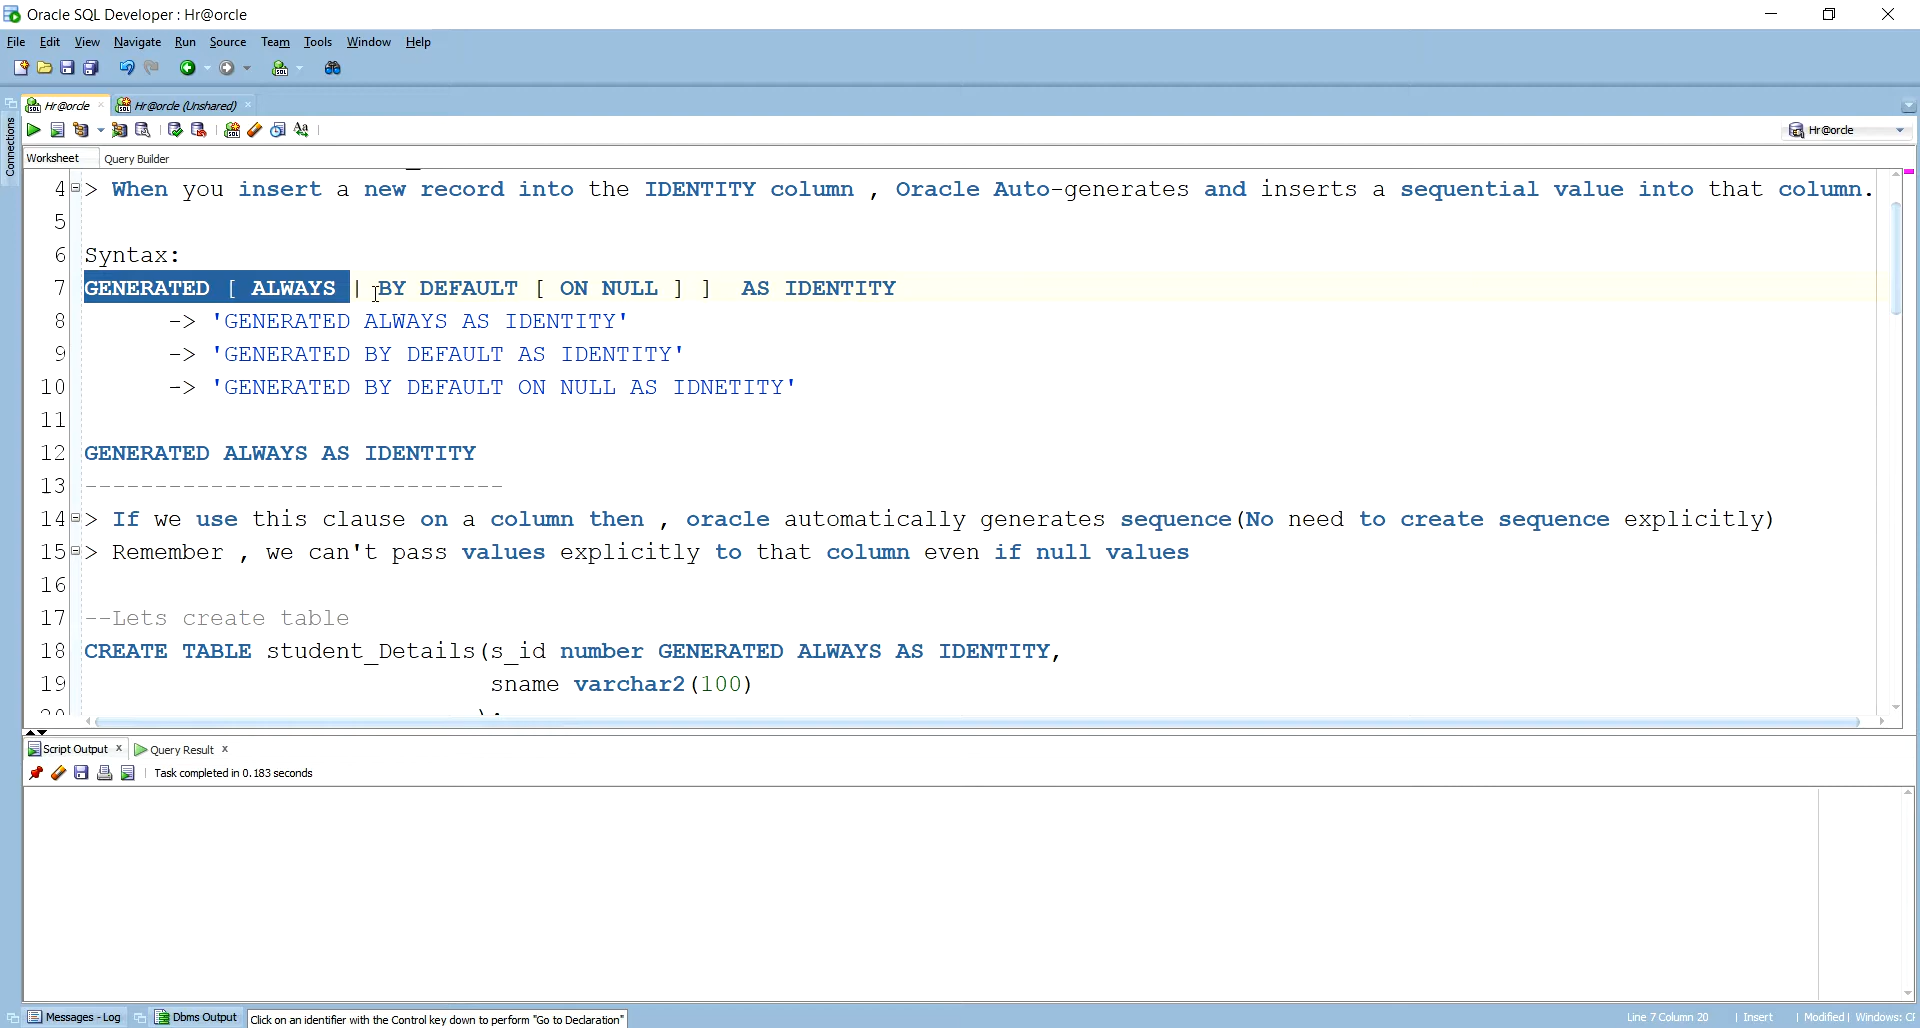 Oracle SQL Developer : Hr@orcle
File Edit View Navigate Run Source Team Tools Window Help
Hr@orcle Hr@orcle (Unshared)
Connections
Hr@orcle
Worksheet Query Builder
4 > When you insert a new record into the IDENTITY column , Oracle Auto-generates and inserts a sequential value into that column.
5
6 Syntax:
7 GENERATED [ ALWAYS | BY DEFAULT [ ON NULL ] ] AS IDENTITY
8 -> 'GENERATED ALWAYS AS IDENTITY'
9 -> 'GENERATED BY DEFAULT AS IDENTITY'
10 -> 'GENERATED BY DEFAULT ON NULL AS IDNETITY'
11
12 GENERATED ALWAYS AS IDENTITY
13 ------------------------------
14 > If we use this clause on a column then , oracle automatically generates sequence(No need to create sequence explicitly)
15 > Remember , we can't pass values explicitly to that column even if null values
16
17 --Lets create table
18 CREATE TABLE student_Details(s_id number GENERATED ALWAYS AS IDENTITY,
19 sname varchar2(100)
20 );
Script Output Query Result
Task completed in 0.183 seconds
Messages - Log Dbms Output Click on an identifier with the Control key down to perform "Go to Declaration" Line 7 Column 20 | Insert | Modified | Windows: